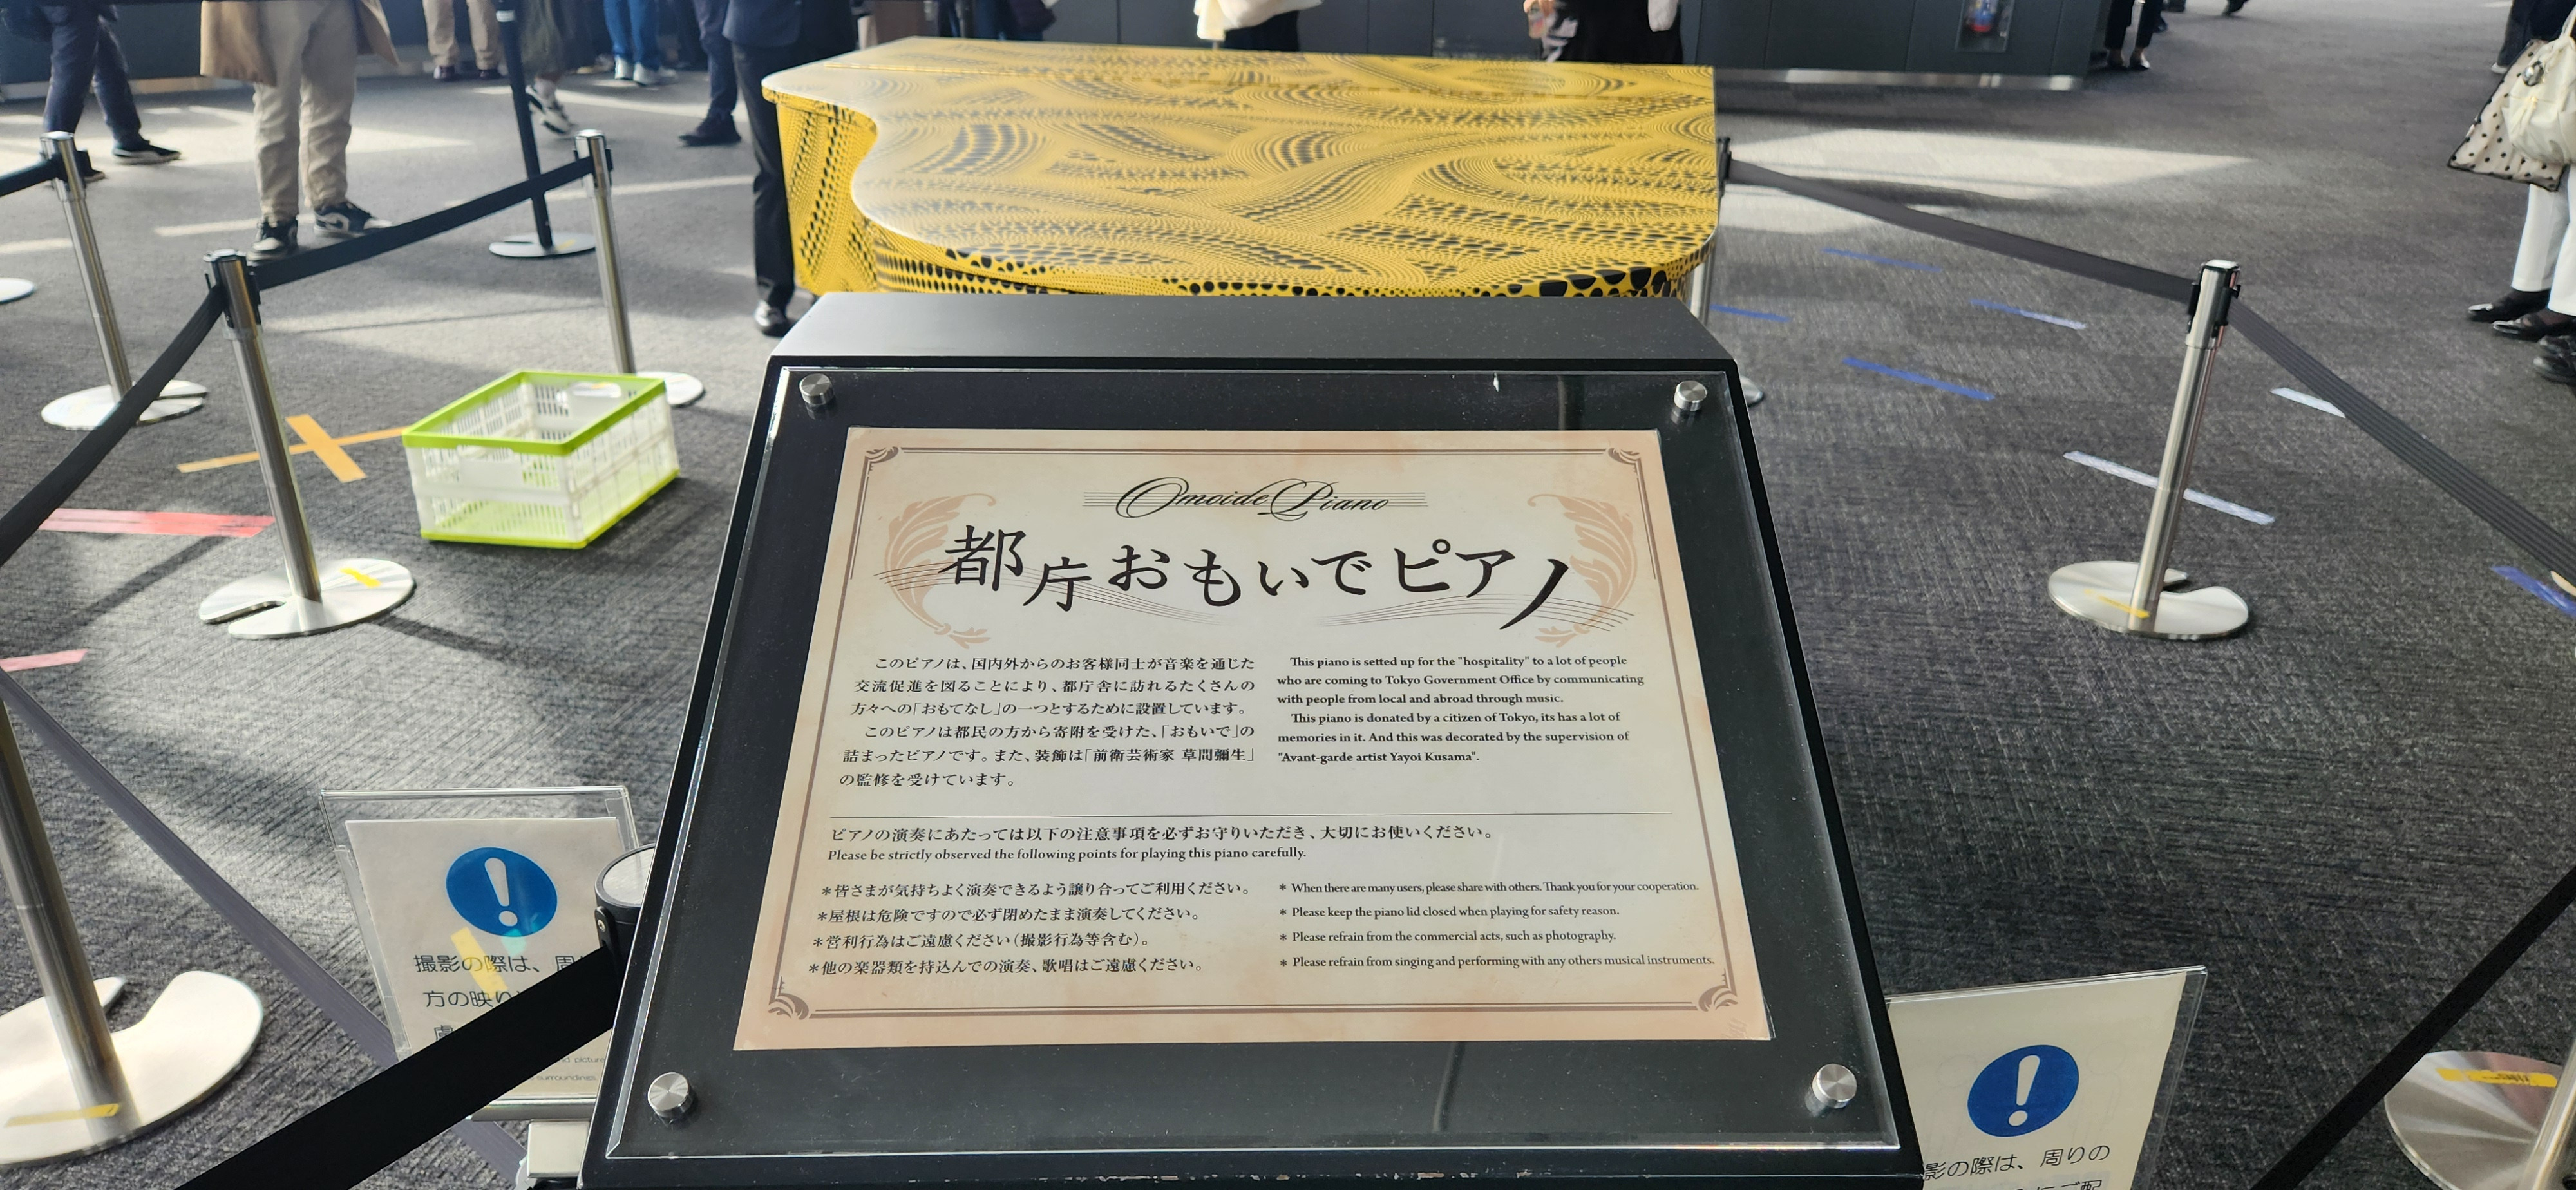 Omoide Piano
都庁おもいでピアノ
このピアノは、国内外からのお客様同士が音楽を通じた
交流促進を図ることにより、都庁舎に訪れるたくさんの
方々への「おもてなし」の一つとするために設置しています。
このピアノは都民の方から寄附を受けた、「おもいで」の
詰まったピアノです。また、装飾は「前衛芸術家 草間彌生」
の監修を受けています。
This piano is setted up for the "hospitality" to a lot of people
who are coming to Tokyo Government Office by communicating
with people from local and abroad through music.
This piano is donated by a citizen of Tokyo, its has a lot of
memories in it. And this was decorated by the supervision of
"Avant-garde artist Yayoi Kusama".
ピアノの演奏にあたっては以下の注意事項を必ずお守りいただき、大切にお使いください。
Please be strictly observed the following points for playing this piano carefully.
＊皆さまが気持ちよく演奏できるよう譲り合ってご利用ください。
＊屋根は危険ですので必ず閉めたまま演奏してください。
＊営利行為はご遠慮ください（撮影行為等含む）。
＊他の楽器類を持込んでの演奏、歌唱はご遠慮ください。
* When there are many users, please share with others. Thank you for your cooperation.
* Please keep the piano lid closed when playing for safety reason.
* Please refrain from the commercial acts, such as photography.
* Please refrain from singing and performing with any others musical instruments.
撮影の際は、周
方の映り
影の際は、周りの